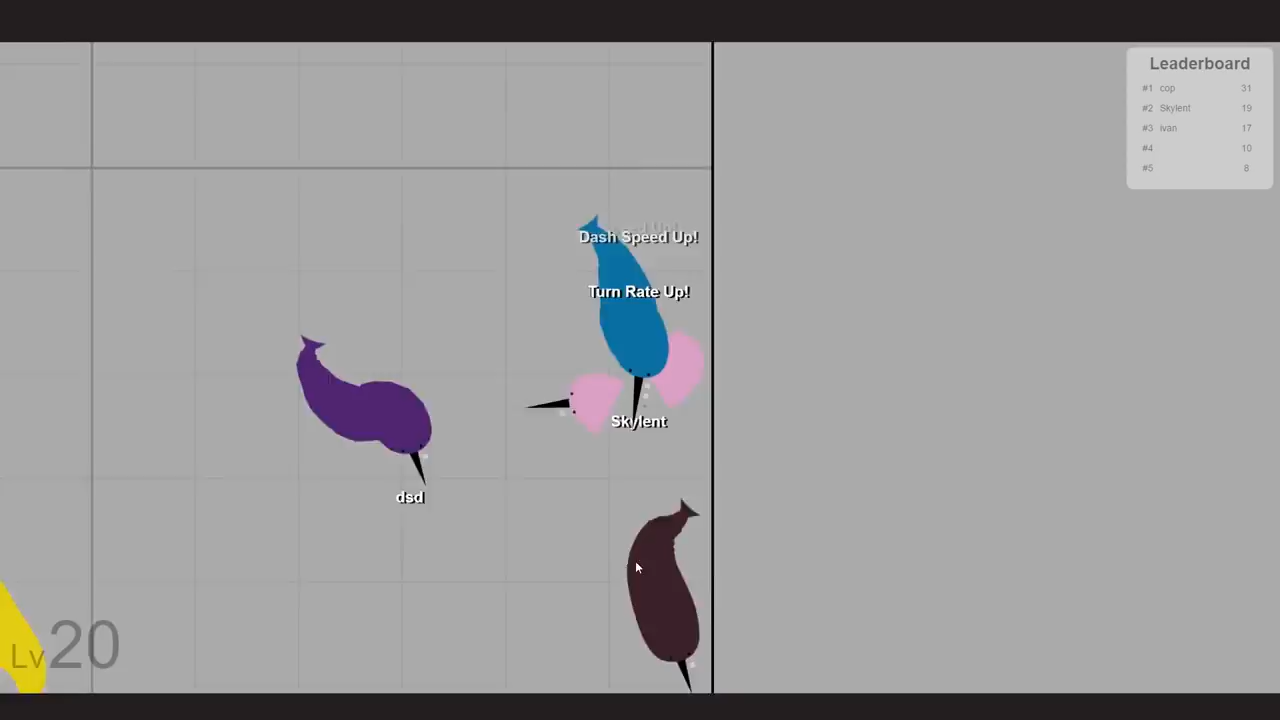 Leaderboard
#1 cop 31
#2 Skylent 19
#3 ivan 17
#4 10
#5 8
Dash Speed Up!
Turn Rate Up!
Skylent
dsd
Lv20